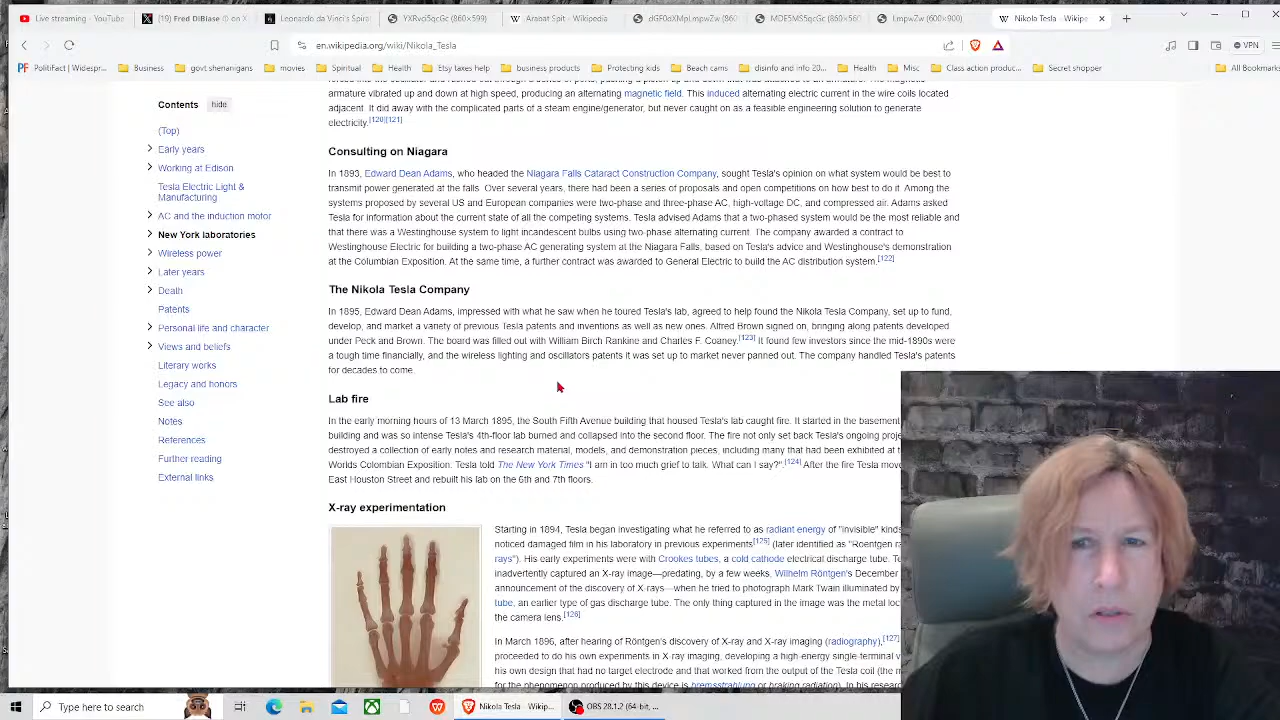 Live streaming - YouTube
(19) Fred DiBiase 
Leonardo da Vinci's Spiral
YXRvci5qcGc (860×599)
Arabat Spit - Wikipedia
dGF0dXMpLmpwZw (860×
MDE5MS5qcGc (860×56
LmpwZw (600×900)
Nikola Tesla - Wikipe
en.wikipedia.org/wiki/Nikola_Tesla
VPN
PolitiFact | Widespr...
Business
govt shenanigans
movies
Spiritual
Health
Etsy taxes help
business products
Protecting kids
Beach cams
disinfo and info 20...
Health
Misc
Class action produc...
Secret shopper
All Bookmarks
Contents
hide
(Top)
Early years
Working at Edison
Tesla Electric Light &
Manufacturing
AC and the induction motor
New York laboratories
Wireless power
Later years
Death
Patents
Personal life and character
Views and beliefs
Literary works
Legacy and honors
See also
Notes
References
Further reading
External links
armature vibrated up and down at high speed, producing an alternating magnetic field. This induced alternating electric current in the wire coils located
adjacent. It did away with the complicated parts of a steam engine/generator, but never caught on as a feasible engineering solution to generate
electricity.[120][121]
Consulting on Niagara
In 1893, Edward Dean Adams, who headed the Niagara Falls Cataract Construction Company, sought Tesla's opinion on what system would be best to
transmit power generated at the falls. Over several years, there had been a series of proposals and open competitions on how best to do it. Among the
systems proposed by several US and European companies were two-phase and three-phase AC, high-voltage DC, and compressed air. Adams asked
Tesla for information about the current state of all the competing systems. Tesla advised Adams that a two-phased system would be the most reliable and
that there was a Westinghouse system to light incandescent bulbs using two-phase alternating current. The company awarded a contract to
Westinghouse Electric for building a two-phase AC generating system at the Niagara Falls, based on Tesla's advice and Westinghouse's demonstration
at the Columbian Exposition. At the same time, a further contract was awarded to General Electric to build the AC distribution system.[122]
The Nikola Tesla Company
In 1895, Edward Dean Adams, impressed with what he saw when he toured Tesla's lab, agreed to help found the Nikola Tesla Company, set up to fund,
develop, and market a variety of previous Tesla patents and inventions as well as new ones. Alfred Brown signed on, bringing along patents developed
under Peck and Brown. The board was filled out with William Birch Rankine and Charles F. Coaney.[123] It found few investors since the mid-1890s were
a tough time financially, and the wireless lighting and oscillators patents it was set up to market never panned out. The company handled Tesla's patents
for decades to come.
Lab fire
In the early morning hours of 13 March 1895, the South Fifth Avenue building that housed Tesla's lab caught fire. It started in the basement
building and was so intense Tesla's 4th-floor lab burned and collapsed into the second floor. The fire not only set back Tesla's ongoing proje
destroyed a collection of early notes and research material, models, and demonstration pieces, including many that had been exhibited at t
Worlds Colombian Exposition. Tesla told The New York Times "I am in too much grief to talk. What can I say?".[124] After the fire Tesla move
East Houston Street and rebuilt his lab on the 6th and 7th floors.
X-ray experimentation
Starting in 1894, Tesla began investigating what he referred to as radiant energy of "invisible" kinds
noticed damaged film in his laboratory in previous experiments[125] (later identified as "Roentgen ra
rays"). His early experiments were with Crookes tubes, a cold cathode electrical discharge tube. Te
inadvertently captured an X-ray image—predating, by a few weeks, Wilhelm Röntgen's December
announcement of the discovery of X-rays—when he tried to photograph Mark Twain illuminated by
tube, an earlier type of gas discharge tube. The only thing captured in the image was the metal loc
the camera lens.[126]
In March 1896, after hearing of Röntgen's discovery of X-ray and X-ray imaging (radiography),[127]
proceeded to do his own experiments in X-ray imaging, developing a high-energy single-terminal v
his own design that had no target electrode and that worked from the output of the Tesla coil (the m
for the phenomenon produced by this device is bremsstrahlung or braking radiation). In his researc
Type here to search
Nikola Tesla - Wikip...
OBS 28.1.2 (64-bit, ...